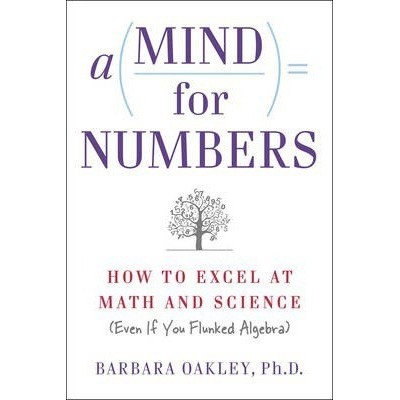 a (MIND) =
for
NUMBERS
HOW TO EXCEL AT
MATH AND SCIENCE
(Even If You Flunked Algebra)
BARBARA OAKLEY, Ph.D.